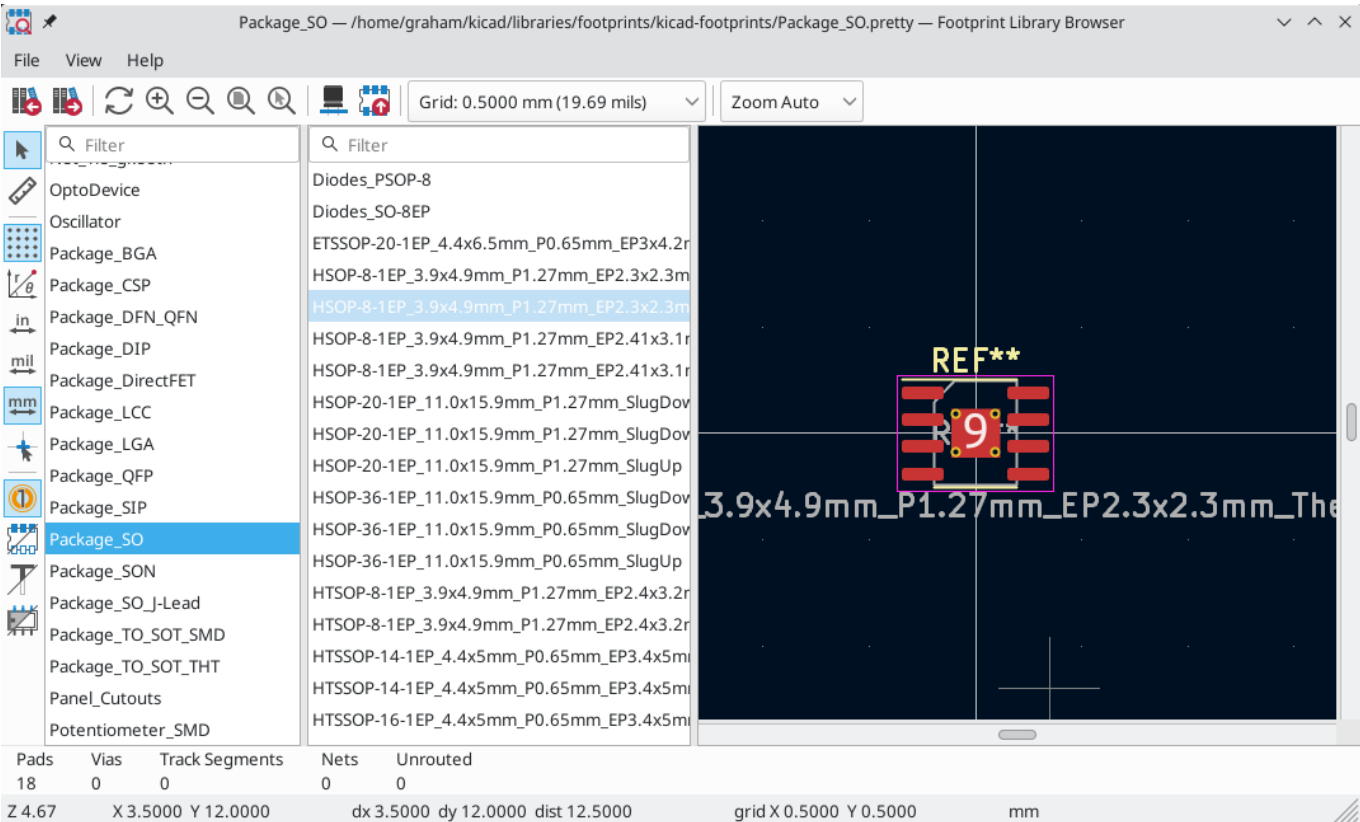 Package_SO — /home/graham/kicad/libraries/footprints/kicad-footprints/Package_SO.pretty — Footprint Library Browser
File View Help
Grid: 0.5000 mm (19.69 mils) Zoom Auto
Filter
OptoDevice
Oscillator
Package_BGA
Package_CSP
Package_DFN_QFN
Package_DIP
Package_DirectFET
Package_LCC
Package_LGA
Package_QFP
Package_SIP
Package_SO
Package_SON
Package_SO_J-Lead
Package_TO_SOT_SMD
Package_TO_SOT_THT
Panel_Cutouts
Potentiometer_SMD
Filter
Diodes_PSOP-8
Diodes_SO-8EP
ETSSOP-20-1EP_4.4x6.5mm_P0.65mm_EP3x4.2r
HSOP-8-1EP_3.9x4.9mm_P1.27mm_EP2.3x2.3m
HSOP-8-1EP_3.9x4.9mm_P1.27mm_EP2.3x2.3m
HSOP-8-1EP_3.9x4.9mm_P1.27mm_EP2.41x3.1r
HSOP-8-1EP_3.9x4.9mm_P1.27mm_EP2.41x3.1r
HSOP-20-1EP_11.0x15.9mm_P1.27mm_SlugDov
HSOP-20-1EP_11.0x15.9mm_P1.27mm_SlugDov
HSOP-20-1EP_11.0x15.9mm_P1.27mm_SlugUp
HSOP-36-1EP_11.0x15.9mm_P0.65mm_SlugDov
HSOP-36-1EP_11.0x15.9mm_P0.65mm_SlugDov
HSOP-36-1EP_11.0x15.9mm_P0.65mm_SlugUp
HTSOP-8-1EP_3.9x4.9mm_P1.27mm_EP2.4x3.2r
HTSOP-8-1EP_3.9x4.9mm_P1.27mm_EP2.4x3.2r
HTSSOP-14-1EP_4.4x5mm_P0.65mm_EP3.4x5m
HTSSOP-14-1EP_4.4x5mm_P0.65mm_EP3.4x5m
HTSSOP-16-1EP_4.4x5mm_P0.65mm_EP3.4x5m
in
mil
mm
REF**
9
_3.9x4.9mm_P1.27mm_EP2.3x2.3mm_The
Pads Vias Track Segments Nets Unrouted
18 0 0 0 0
Z 4.67 X 3.5000 Y 12.0000 dx 3.5000 dy 12.0000 dist 12.5000 grid X 0.5000 Y 0.5000 mm